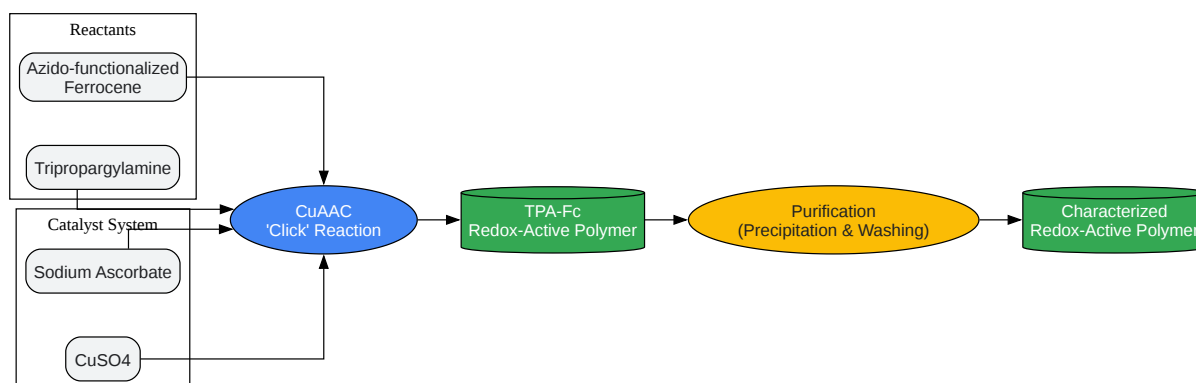 Reactants
Azido-functionalized
Ferrocene
Tripropargylamine
Catalyst System
Sodium Ascorbate
CuSO4
CuAAC
'Click' Reaction
TPA-Fc
Redox-Active Polymer
Purification
(Precipitation & Washing)
Characterized
Redox-Active Polymer